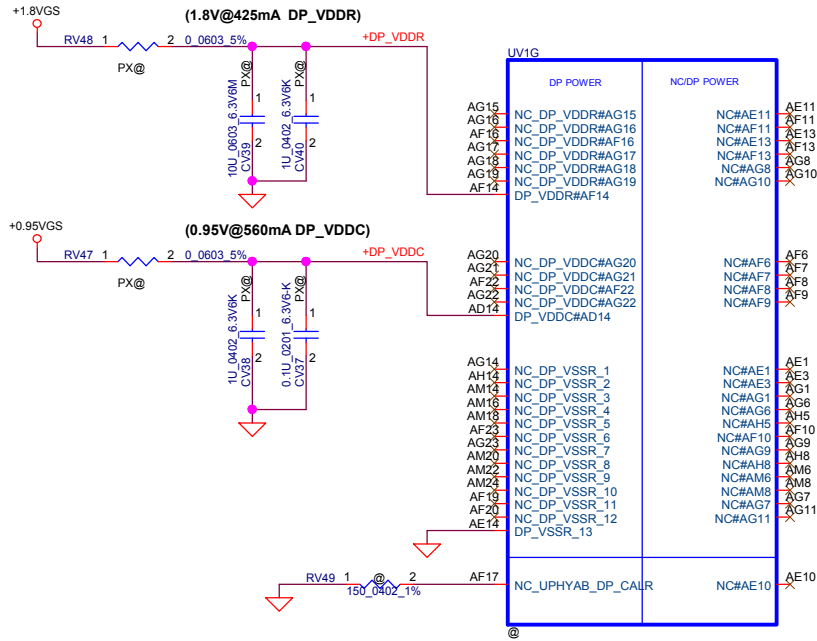 +1.8VGS
(1.8V@425mA DP_VDDR)
RV48 1 2 0_0603_5%
PX@
+DP_VDDR
10U_0603_6.3V6M
CV39
PX@
1
2
1U_0402_6.3V6K
CV40
PX@
1
2
+0.95VGS
(0.95V@560mA DP_VDDC)
RV47 1 2 0_0603_5%
PX@
+DP_VDDC
1U_0402_6.3V6K
CV38
PX@
1
2
0.1U_0201_6.3V6-K
CV37
PX@
1
2
RV49 1 @ 2
150_0402_1%
UV1G
DP POWER NC/DP POWER
AG15 NC_DP_VDDR#AG15
AG16 NC_DP_VDDR#AG16
AF16 NC_DP_VDDR#AF16
AG17 NC_DP_VDDR#AG17
AG18 NC_DP_VDDR#AG18
AG19 NC_DP_VDDR#AG19
AF14 DP_VDDR#AF14
AG20 NC_DP_VDDC#AG20
AG21 NC_DP_VDDC#AG21
AF22 NC_DP_VDDC#AF22
AG22 NC_DP_VDDC#AG22
AD14 DP_VDDC#AD14
AG14 NC_DP_VSSR_1
AH14 NC_DP_VSSR_2
AM14 NC_DP_VSSR_3
AM16 NC_DP_VSSR_4
AM18 NC_DP_VSSR_5
AF23 NC_DP_VSSR_6
AG23 NC_DP_VSSR_7
AM20 NC_DP_VSSR_8
AM22 NC_DP_VSSR_9
AM24 NC_DP_VSSR_10
AF19 NC_DP_VSSR_11
AF20 NC_DP_VSSR_12
AE14 DP_VSSR_13
AF17 NC_UPHYAB_DP_CALR
NC#AE11 AE11
NC#AF11 AF11
NC#AE13 AE13
NC#AF13 AF13
NC#AG8 AG8
NC#AG10 AG10
NC#AF6 AF6
NC#AF7 AF7
NC#AF8 AF8
NC#AF9 AF9
NC#AE1 AE1
NC#AE3 AE3
NC#AG1 AG1
NC#AG6 AG6
NC#AH5 AH5
NC#AF10 AF10
NC#AG9 AG9
NC#AH8 AH8
NC#AM6 AM6
NC#AM8 AM8
NC#AG7 AG7
NC#AG11 AG11
NC#AE10 AE10
@